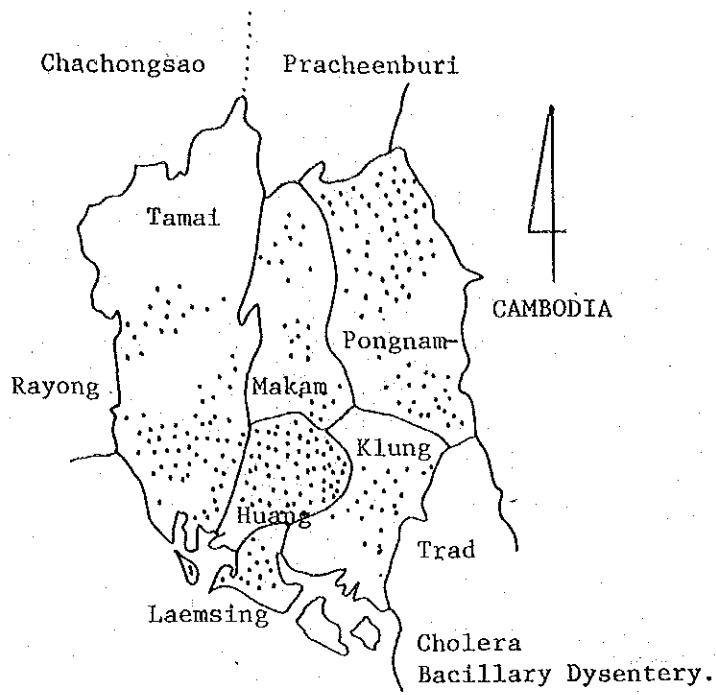 Chachongsao
Pracheenburi
Tamai
CAMBODIA
Pongnam-
Rayong
Makam
Klung
Huang
Trad
Laemsing
Cholera
Bacillary Dysentery.